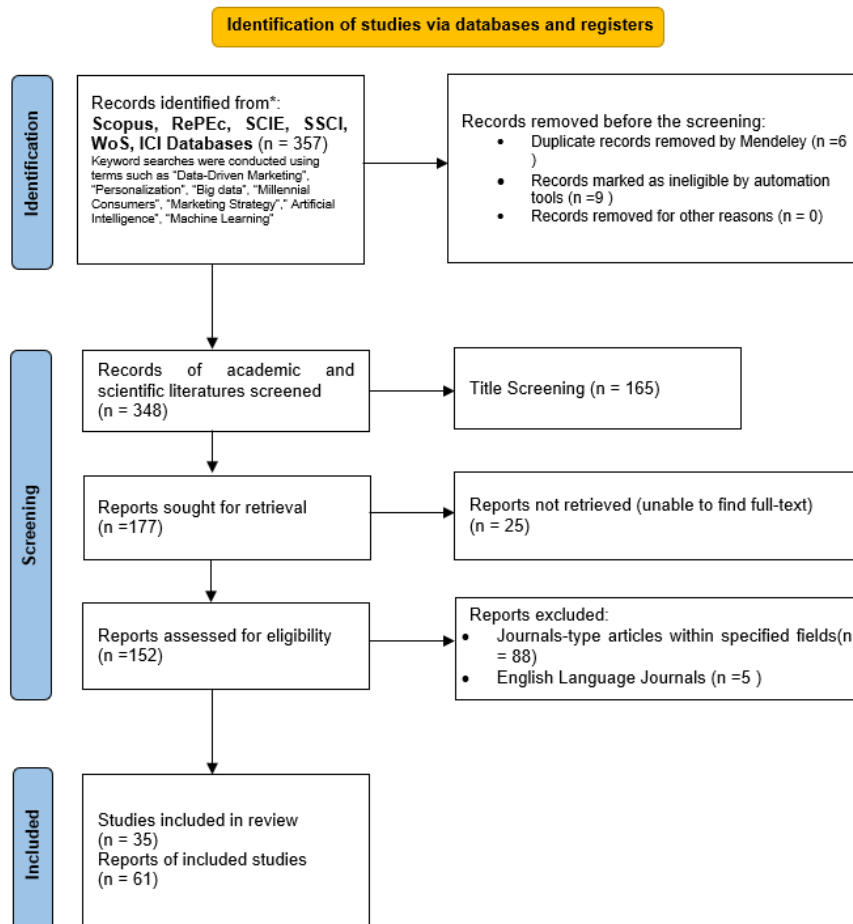 Identification of studies via databases and registers
Identification
Records identified from*:
Scopus, RePEc, SCIE, SSCI,
WoS, ICI Databases (n = 357)
Keyword searches were conducted using
terms such as “Data-Driven Marketing”,
“Personalization”, “Big data”, “Millennial
Consumers”, “Marketing Strategy”,” Artificial
Intelligence”, “Machine Learning”
Records removed before the screening:
• Duplicate records removed by Mendeley (n =6
)
• Records marked as ineligible by automation
tools (n =9 )
• Records removed for other reasons (n = 0)
Screening
Records of academic and
scientific literatures screened
(n = 348)
Title Screening (n = 165)
Reports sought for retrieval
(n =177)
Reports not retrieved (unable to find full-text)
(n = 25)
Reports assessed for eligibility
(n =152)
Reports excluded:
• Journals-type articles within specified fields(n
= 88)
• English Language Journals (n =5 )
Included
Studies included in review
(n = 35)
Reports of included studies
(n = 61)